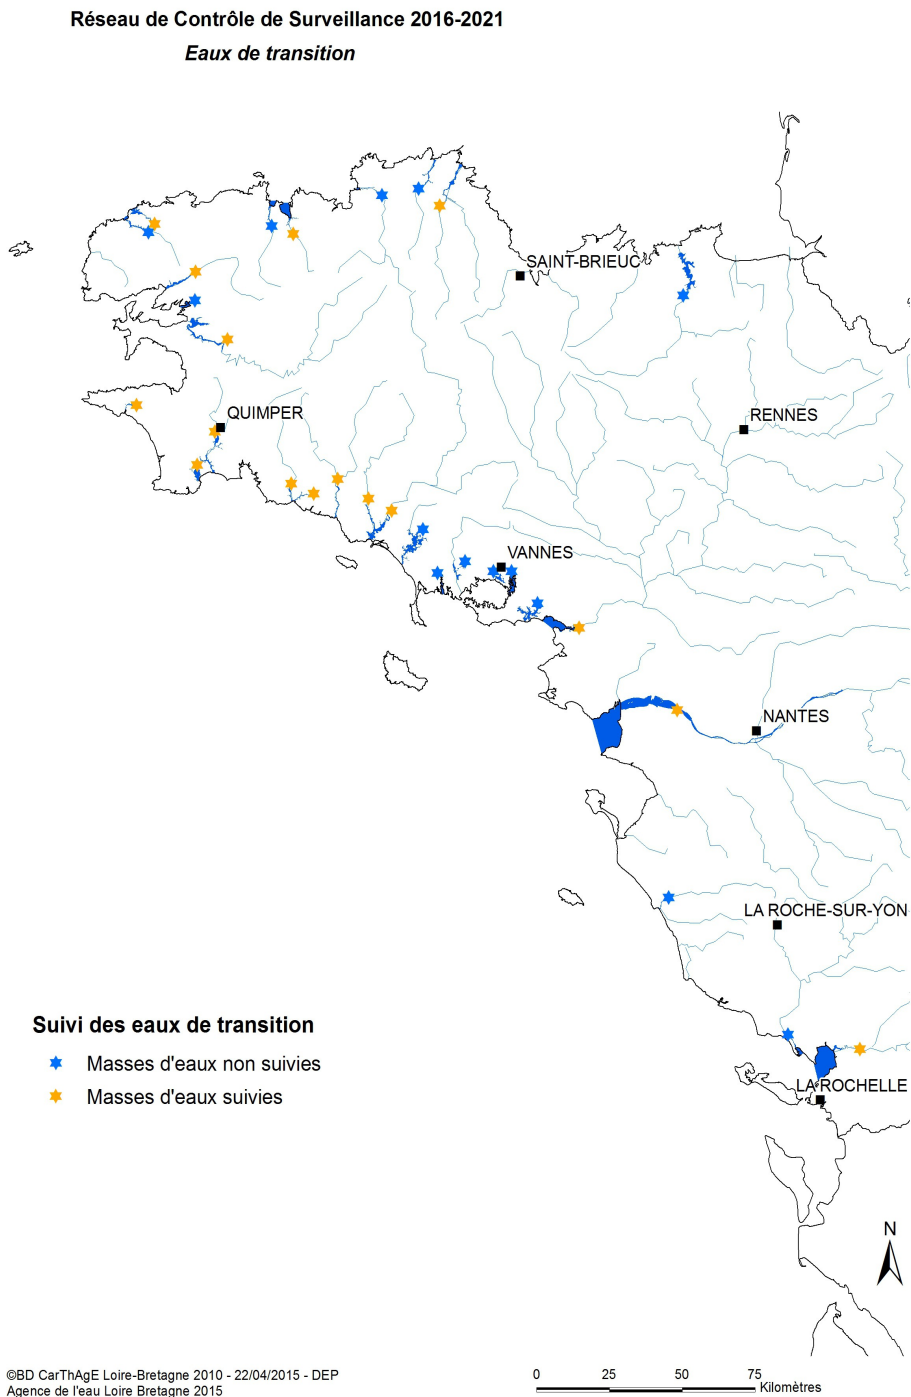 Réseau de Contrôle de Surveillance 2016-2021
Eaux de transition
SAINT-BRIEUC
QUIMPER
RENNES
VANNES
NANTES
LA ROCHE-SUR-YON
Suivi des eaux de transition
Masses d'eaux non suivies
Masses d'eaux suivies
LA ROCHELLE
N
©BD CarThAgE Loire-Bretagne 2010 - 22/04/2015 - DEP
Agence de l'eau Loire Bretagne 2015
0 25 50 75
Kilomètres